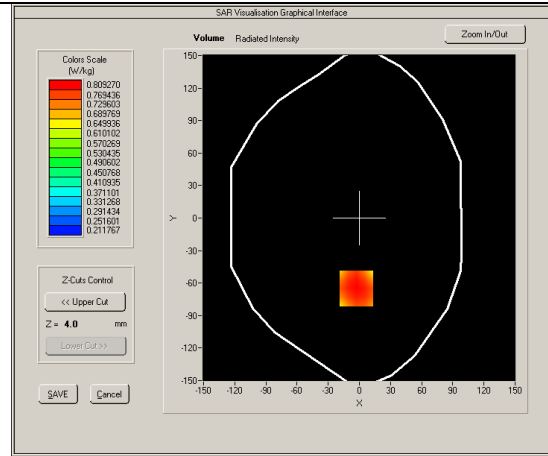 SAR Visualisation Graphical Interface
Volume Radiated Intensity
Zoom In/Out
Colors Scale
(W/kg)
0.809270
0.769436
0.729603
0.689769
0.649936
0.610102
0.570269
0.530435
0.490602
0.450768
0.410935
0.371101
0.331268
0.291434
0.251601
0.211767
Z-Cuts Control
<< Upper Cut
Z = 4.0 mm
Lower Cut >>
SAVE Cancel
150
120
90
60
30
0
-30
-60
-90
-120
-150
Y
-150 -120 -90 -60 -30 0 30 60 90 120 150
X